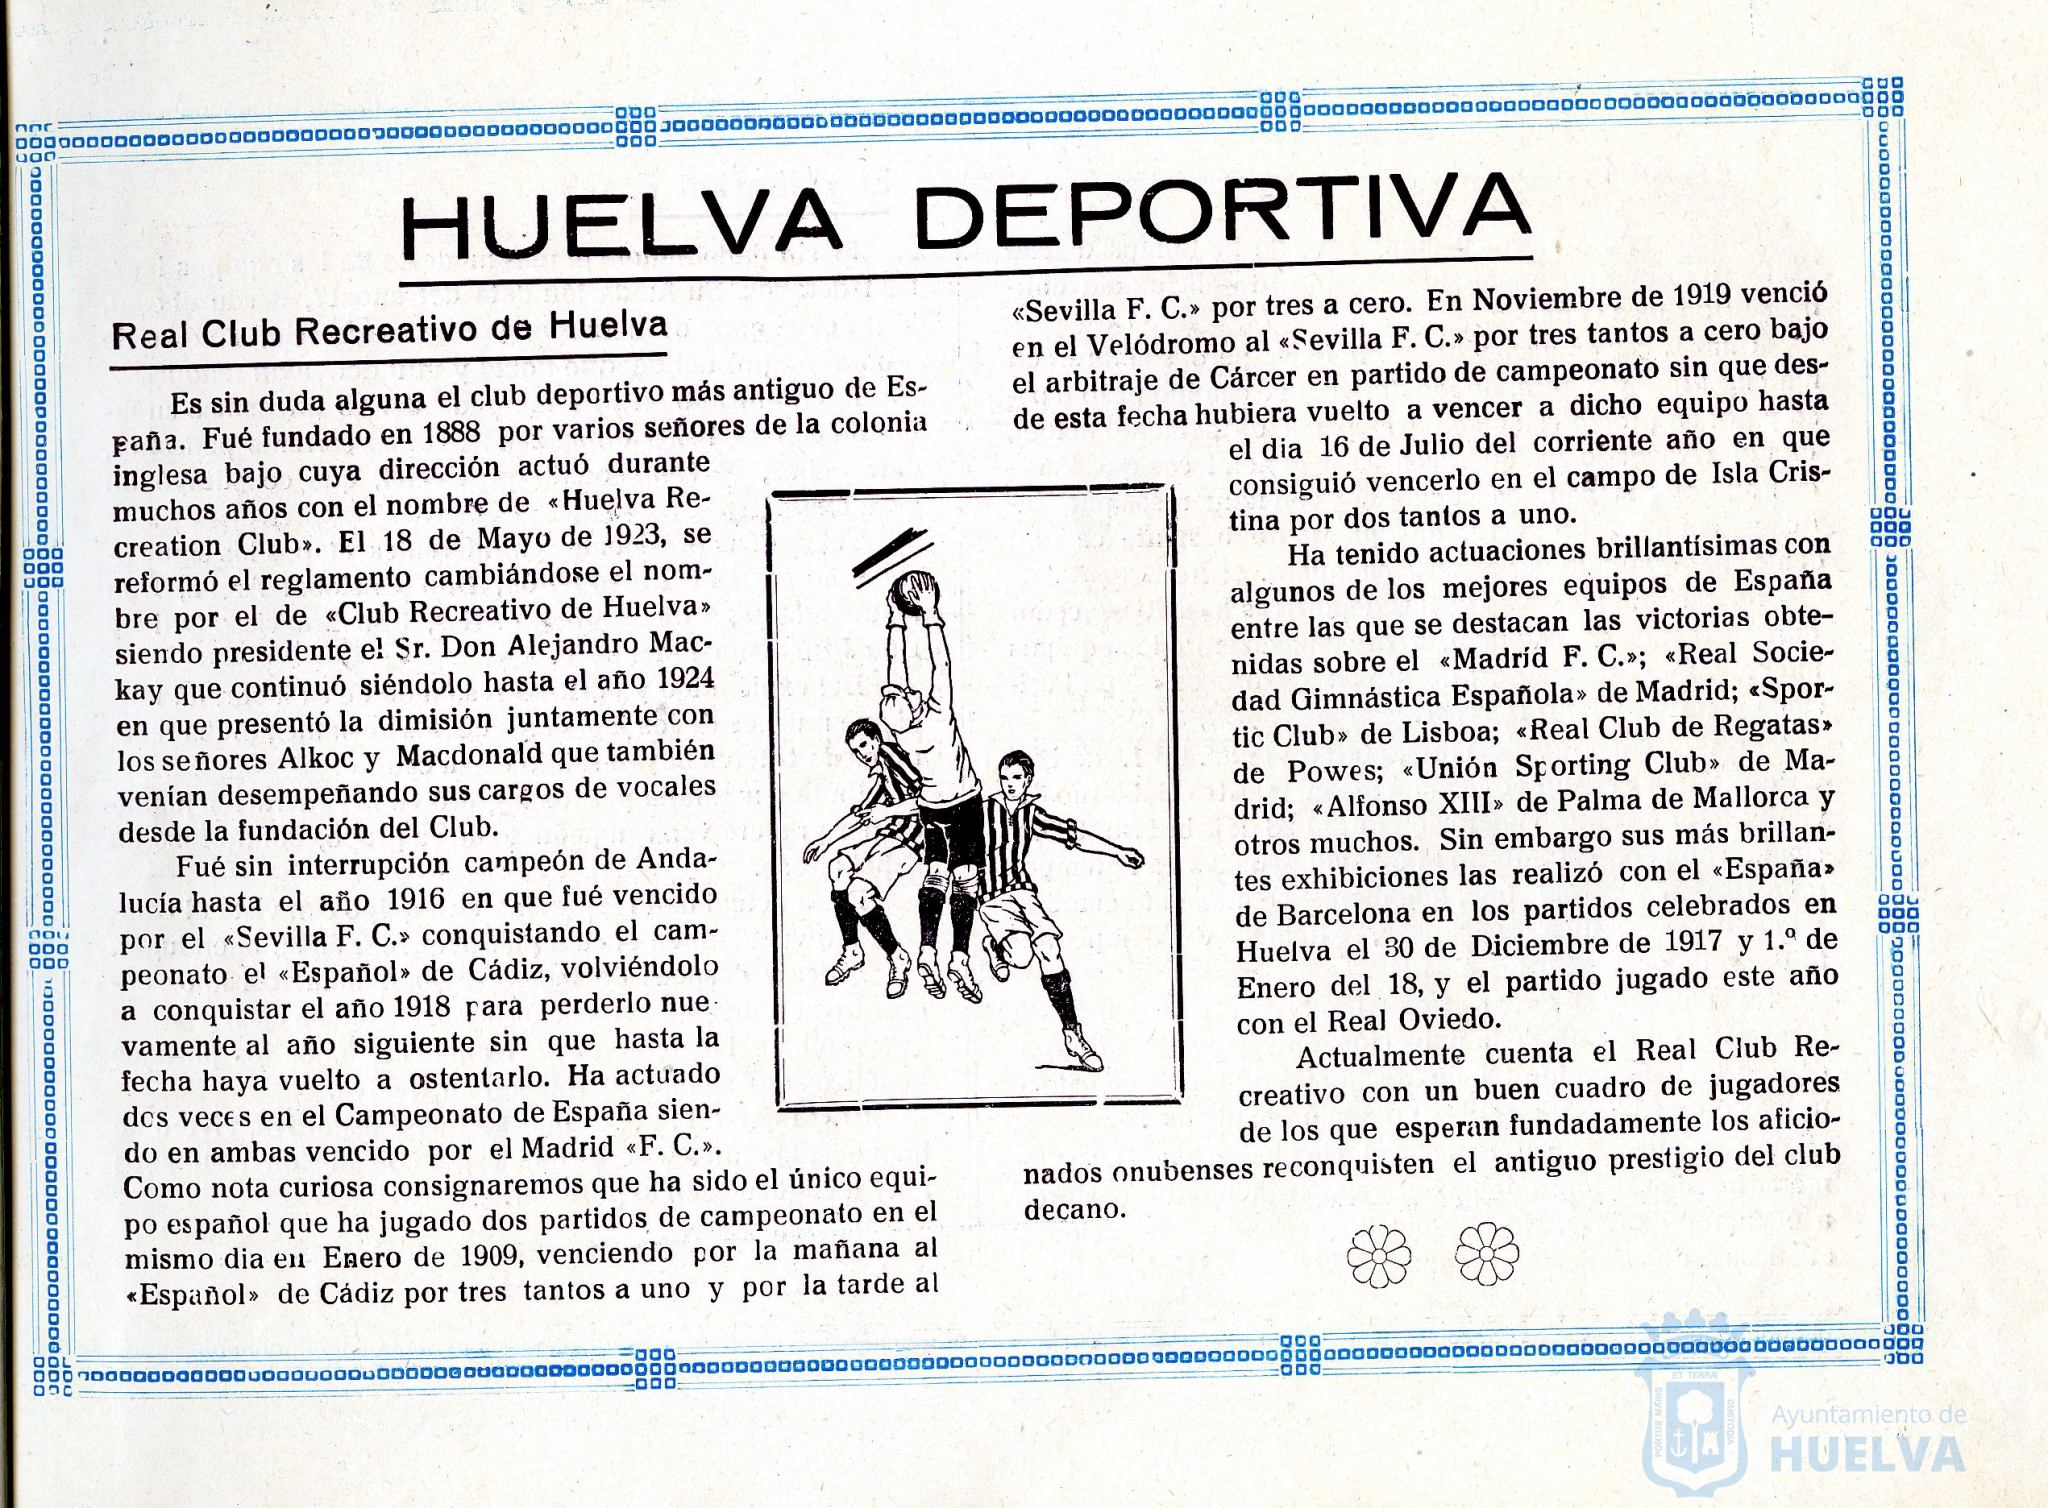 HUELVA DEPORTIVA
Real Club Recreativo de Huelva
Es sin duda alguna el club deportivo más antiguo de Es-
paña. Fué fundado en 1888 por varios señores de la colonia
inglesa bajo cuya dirección actuó durante
muchos años con el nombre de «Huelva Re-
creation Club». El 18 de Mayo de 1923, se
reformó el reglamento cambiándose el nom-
bre por el de «Club Recreativo de Huelva»
siendo presidente el Sr. Don Alejandro Mac-
kay que continuó siéndolo hasta el año 1924
en que presentó la dimisión juntamente con
los señores Alkoc y Macdonald que también
venían desempeñando sus cargos de vocales
desde la fundación del Club.
Fué sin interrupción campeón de Anda-
lucía hasta el año 1916 en que fué vencido
por el «Sevilla F. C.» conquistando el cam-
peonato el «Español» de Cádiz, volviéndolo
a conquistar el año 1918 para perderlo nue-
vamente al año siguiente sin que hasta la
fecha haya vuelto a ostentarlo. Ha actuado
dos veces en el Campeonato de España sien-
do en ambas vencido por el Madrid «F. C.».
Como nota curiosa consignaremos que ha sido el único equi-
po español que ha jugado dos partidos de campeonato en el
mismo dia en Enero de 1909, venciendo por la mañana al
«Español» de Cádiz por tres tantos a uno y por la tarde al
«Sevilla F. C.» por tres a cero. En Noviembre de 1919 venció
en el Velódromo al «Sevilla F. C.» por tres tantos a cero bajo
el arbitraje de Cárcer en partido de campeonato sin que des-
de esta fecha hubiera vuelto a vencer a dicho equipo hasta
el dia 16 de Julio del corriente año en que
consiguió vencerlo en el campo de Isla Cris-
tina por dos tantos a uno.
Ha tenido actuaciones brillantísimas con
algunos de los mejores equipos de España
entre las que se destacan las victorias obte-
nidas sobre el «Madrid F. C.»; «Real Socie-
dad Gimnástica Española» de Madrid; «Spor-
tic Club» de Lisboa; «Real Club de Regatas»
de Powes; «Unión Sporting Club» de Ma-
drid; «Alfonso XIII» de Palma de Mallorca y
otros muchos. Sin embargo sus más brillan-
tes exhibiciones las realizó con el «España»
de Barcelona en los partidos celebrados en
Huelva el 30 de Diciembre de 1917 y 1.º de
Enero del 18, y el partido jugado este año
con el Real Oviedo.
Actualmente cuenta el Real Club Re-
creativo con un buen cuadro de jugadores
de los que esperan fundadamente los aficio-
nados onubenses reconquisten el antiguo prestigio del club
decano.
PORTUS MARIS
ET TERRÆ
CUSTODIA
Ayuntamiento de
HUELVA